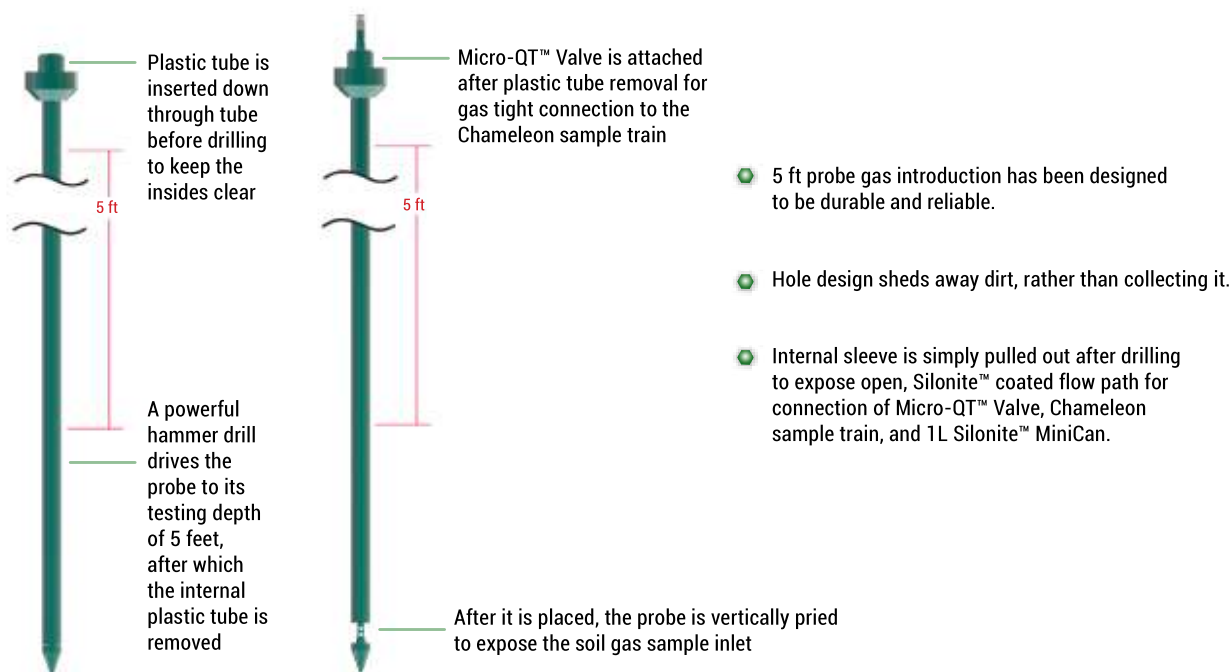 Plastic tube is
inserted down
through tube
before drilling
to keep the
insides clear
5 ft
A powerful
hammer drill
drives the
probe to its
testing depth
of 5 feet,
after which
the internal
plastic tube is
removed
Micro-QT™ Valve is attached
after plastic tube removal for
gas tight connection to the
Chameleon sample train
5 ft
After it is placed, the probe is vertically pried
to expose the soil gas sample inlet
5 ft probe gas introduction has been designed
to be durable and reliable.
Hole design sheds away dirt, rather than collecting it.
Internal sleeve is simply pulled out after drilling
to expose open, Silonite™ coated flow path for
connection of Micro-QT™ Valve, Chameleon
sample train, and 1L Silonite™ MiniCan.